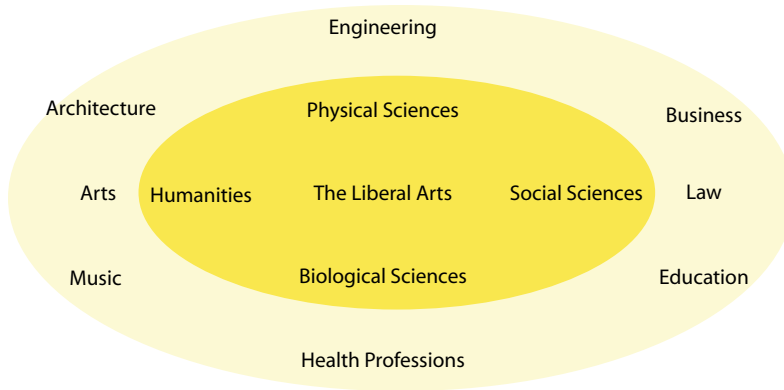 Engineering
Architecture
Physical Sciences
Business
Arts
Humanities
The Liberal Arts
Social Sciences
Law
Music
Biological Sciences
Education
Health Professions